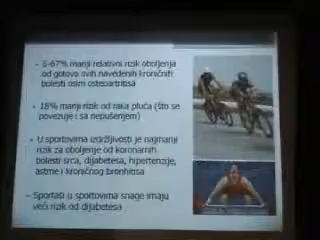 - 5-67% manji relativni rizik oboljenja
od gotovo svih navedenih kroničnih
bolesti osim osteoartritisa
- 18% manji rizik od raka pluća (što se
povezuje i sa nepušenjem)
- U sportovima izdržljivosti je najmanji
rizik za oboljenje od koronarnih
bolesti srca, dijabetesa, hipertenzije,
astme i kroničnog bronhitisa
- Sportaši u sportovima snage imaju
veći rizik od dijabetesa